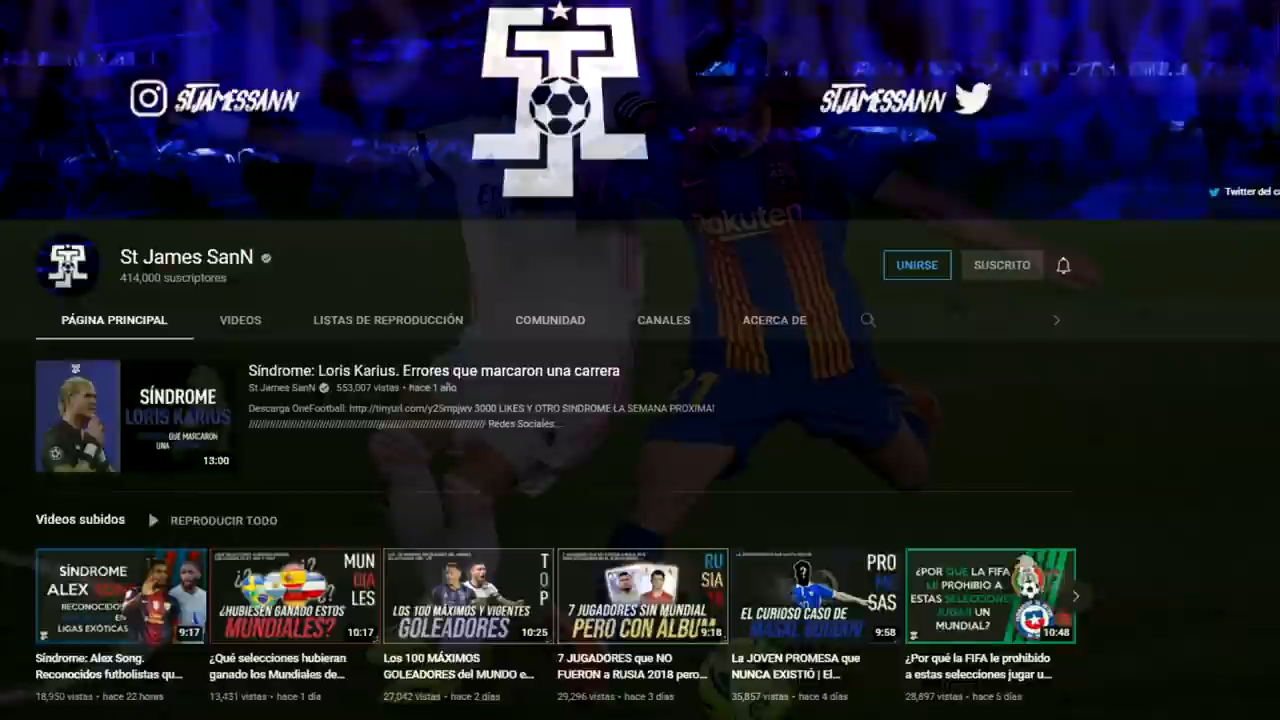 STJAMESSANN
STJAMESSANN
Twitter del ca
St James SanN
414,000 suscriptores
UNIRSE
SUSCRITO
PÁGINA PRINCIPAL VIDEOS LISTAS DE REPRODUCCIÓN COMUNIDAD CANALES ACERCA DE
Rakuten
21
SÍNDROME
LORIS KARIUS
QUE MARCARON
UNA
13:00
Síndrome: Loris Karius. Errores que marcaron una carrera
St James SanN 553,007 vistas • hace 1 año
Descarga OneFootball: http://tinyurl.com/y25mpjwv 3000 LIKES Y OTRO SINDROME LA SEMANA PROXIMA!
Redes Sociales:...
Videos subidos
REPRODUCIR TODO
SÍNDROME
ALEX
RECONOCIDOS
EN
LIGAS EXÓTICAS
9:17
Síndrome: Alex Song.
Reconocidos futbolistas qu...
18,950 vistas • hace 22 horas
MUN
DIA
LES
¿HUBIESEN GANADO ESTOS
MUNDIALES?
10:17
¿Qué selecciones hubieran
ganado los Mundiales de...
13,431 vistas • hace 1 día
T
O
P
LOS 100 MÁXIMOS Y VIGENTES
GOLEADORES
10:25
Los 100 MÁXIMOS
GOLEADORES del MUNDO e...
27,042 vistas • hace 2 días
RU
SIA
18
7 JUGADORES SIN MUNDIAL
PERO CON ÁLBUM
9:18
7 JUGADORES que NO
FUERON a RUSIA 2018 pero...
29,296 vistas • hace 3 días
PRO
ME
SAS
EL CURIOSO CASO DE
MASAL BUGDUV
9:58
La JOVEN PROMESA que
NUNCA EXISTIÓ | El...
35,857 vistas • hace 4 días
¿POR QUÉ LA FIFA
LE PROHIBIÓ A
ESTAS SELECCIONES
JUGAR UN
MUNDIAL?
10:48
¿Por qué la FIFA le prohibido
a estas selecciones jugar u...
28,897 vistas • hace 5 días